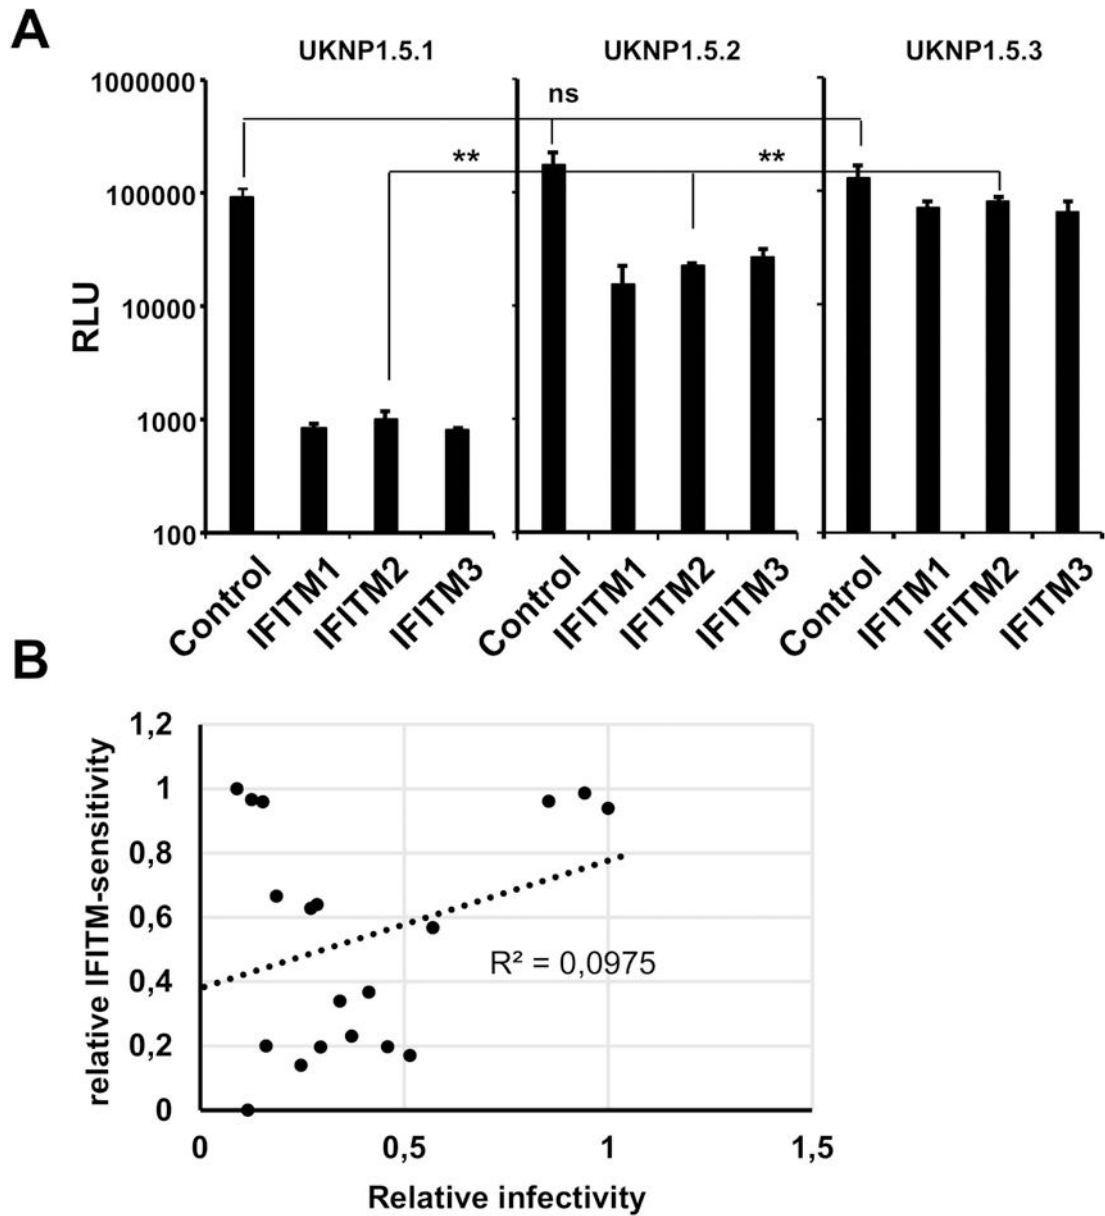 A
UKNP1.5.1 UKNP1.5.2 UKNP1.5.3
1000000
ns
** **
100000
RLU
10000
1000
100
Control IFITM1 IFITM2 IFITM3 Control IFITM1 IFITM2 IFITM3 Control IFITM1 IFITM2 IFITM3
B
relative IFITM-sensitivity
1,2
1
0,8
0,6
R² = 0,0975
0,4
0,2
0
0 0,5 1 1,5
Relative infectivity